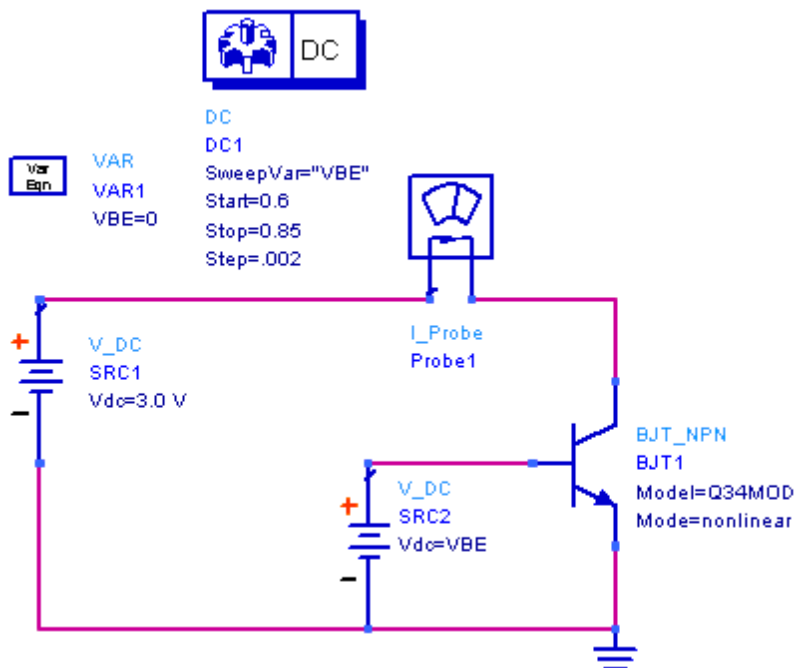 DC
DC
DC1
SweepVar="VBE"
Start=0.6
Stop=0.85
Step=.002
Var
Eqn
VAR
VAR1
VBE=0
I_Probe
Probe1
+
V_DC
SRC1
Vdc=3.0 V
−
BJT_NPN
BJT1
Model=Q34MOD
Mode=nonlinear
+
V_DC
SRC2
Vdc=VBE
−